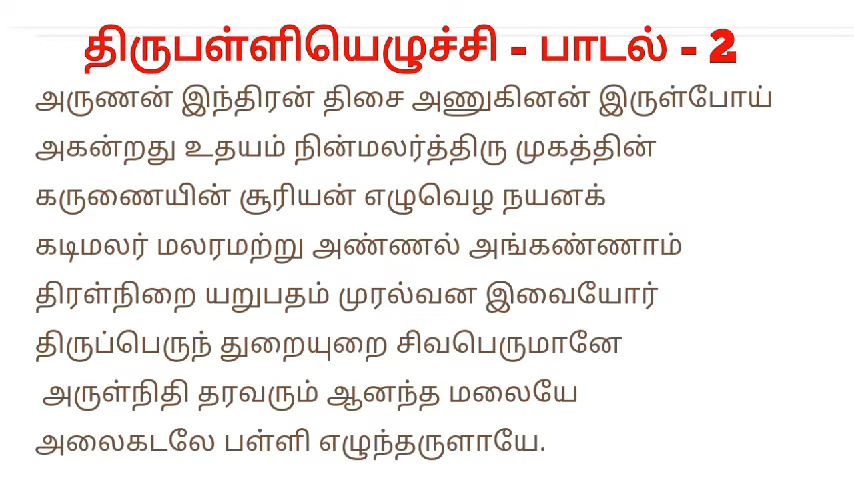 திருபள்ளியெழுச்சி - பாடல் - 2
அருணன் இந்திரன் திசை அணுகினன் இருள்போய்
அகன்றது உதயம் நின்மலர்த்திரு முகத்தின்
கருணையின் சூரியன் எழுவெழ நயனக்
கடிமலர் மலரமற்று அண்ணல் அங்கண்ணாம்
திரள்நிறை யறுபதம் முரல்வன இவையோர்
திருப்பெருந் துறையுறை சிவபெருமானே
அருள்நிதி தரவரும் ஆனந்த மலையே
அலைகடலே பள்ளி எழுந்தருளாயே.